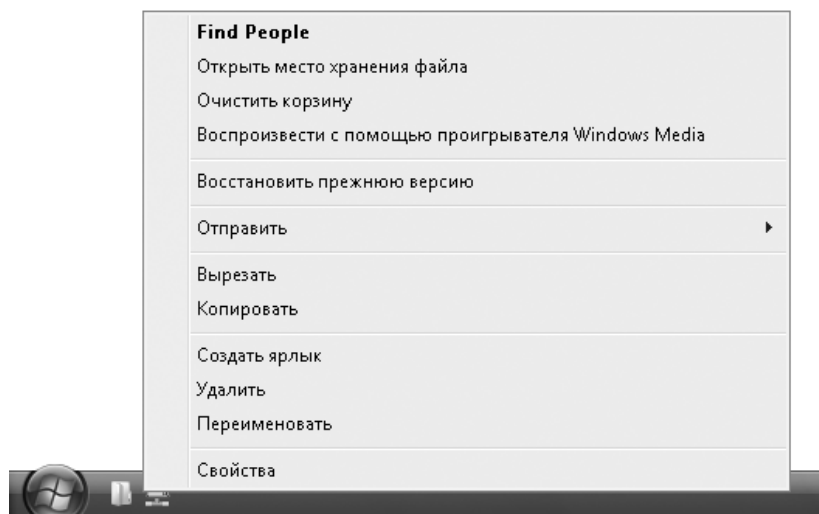 Find People
Открыть место хранения файла
Очистить корзину
Воспроизвести с помощью проигрывателя Windows Media
Восстановить прежнюю версию
Отправить
Вырезать
Копировать
Создать ярлык
Удалить
Переименовать
Свойства